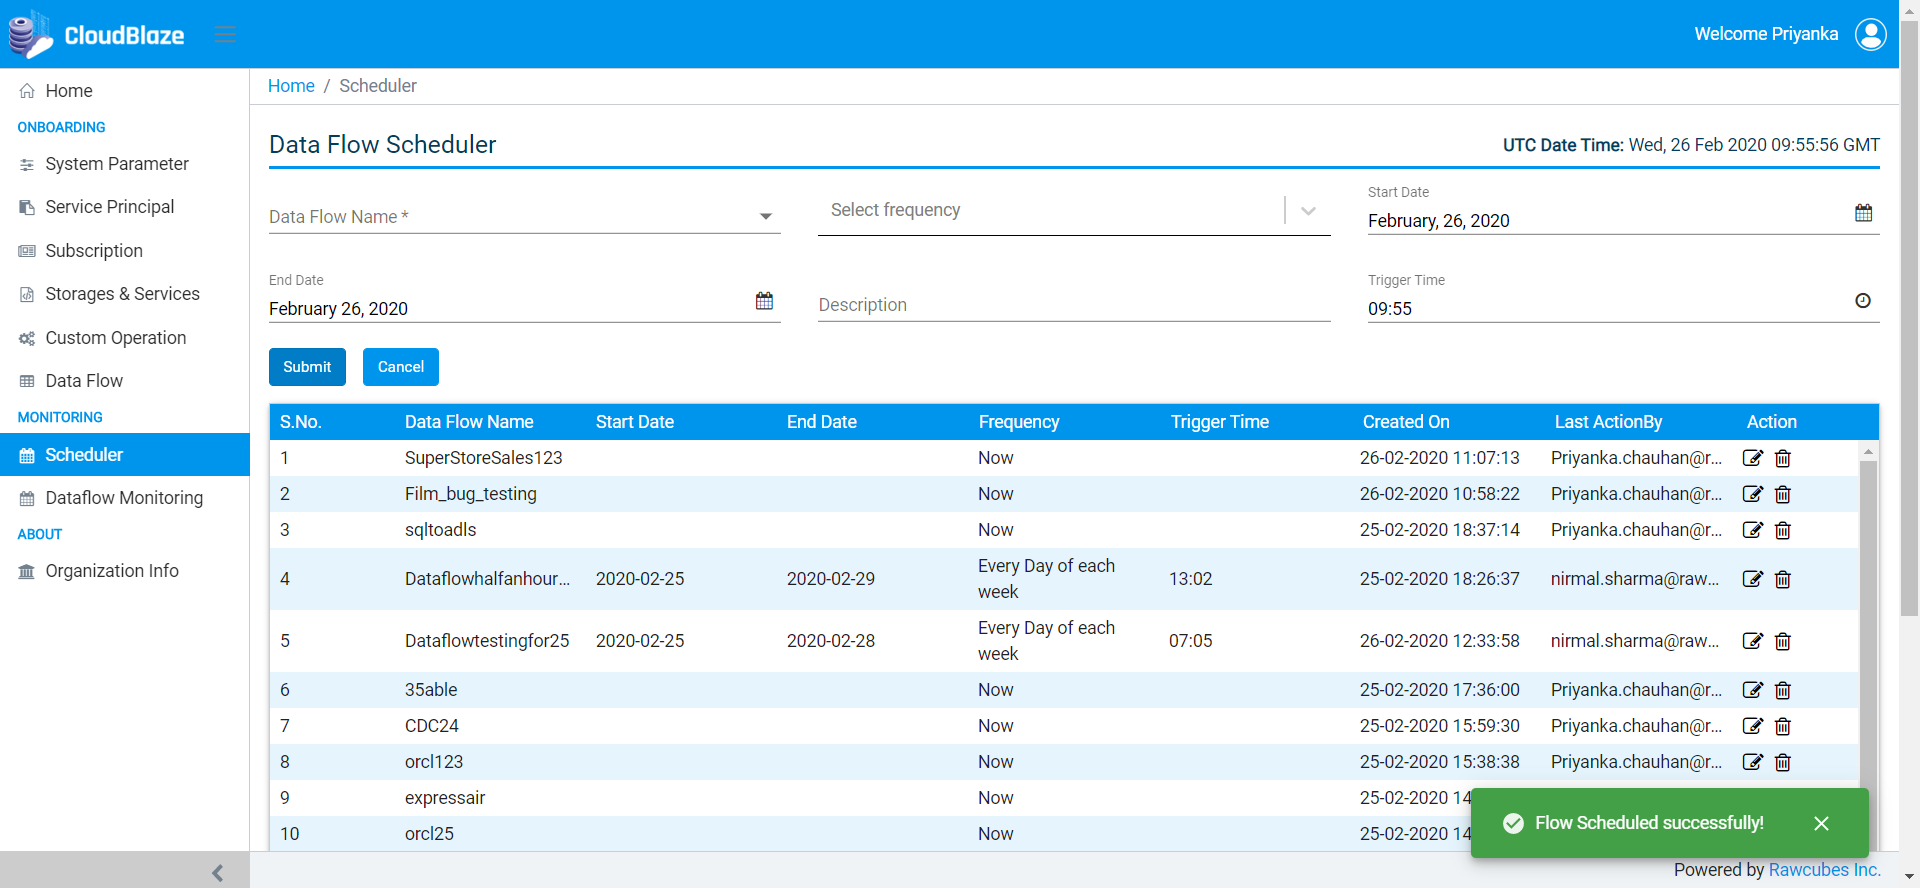 CloudBlaze
Welcome Priyanka
Home
ONBOARDING
System Parameter
Service Principal
Subscription
Storages & Services
Custom Operation
Data Flow
MONITORING
Scheduler
Dataflow Monitoring
ABOUT
Organization Info
Home / Scheduler
Data Flow Scheduler
UTC Date Time: Wed, 26 Feb 2020 09:55:56 GMT
Data Flow Name *
Select frequency
Start Date
February, 26, 2020
End Date
February 26, 2020
Description
Trigger Time
09:55
Submit Cancel
S.No. Data Flow Name Start Date End Date Frequency Trigger Time Created On Last ActionBy Action
1 SuperStoreSales123 Now 26-02-2020 11:07:13 Priyanka.chauhan@r...
2 Film_bug_testing Now 26-02-2020 10:58:22 Priyanka.chauhan@r...
3 sqltoadls Now 25-02-2020 18:37:14 Priyanka.chauhan@r...
4 Dataflowhalfanhour... 2020-02-25 2020-02-29 Every Day of each week 13:02 25-02-2020 18:26:37 nirmal.sharma@raw...
5 Dataflowtestingfor25 2020-02-25 2020-02-28 Every Day of each week 07:05 26-02-2020 12:33:58 nirmal.sharma@raw...
6 35able Now 25-02-2020 17:36:00 Priyanka.chauhan@r...
7 CDC24 Now 25-02-2020 15:59:30 Priyanka.chauhan@r...
8 orcl123 Now 25-02-2020 15:38:38 Priyanka.chauhan@r...
9 expressair Now 25-02-2020 14
10 orcl25 Now 25-02-2020 14
Flow Scheduled successfully!
Powered by Rawcubes Inc.